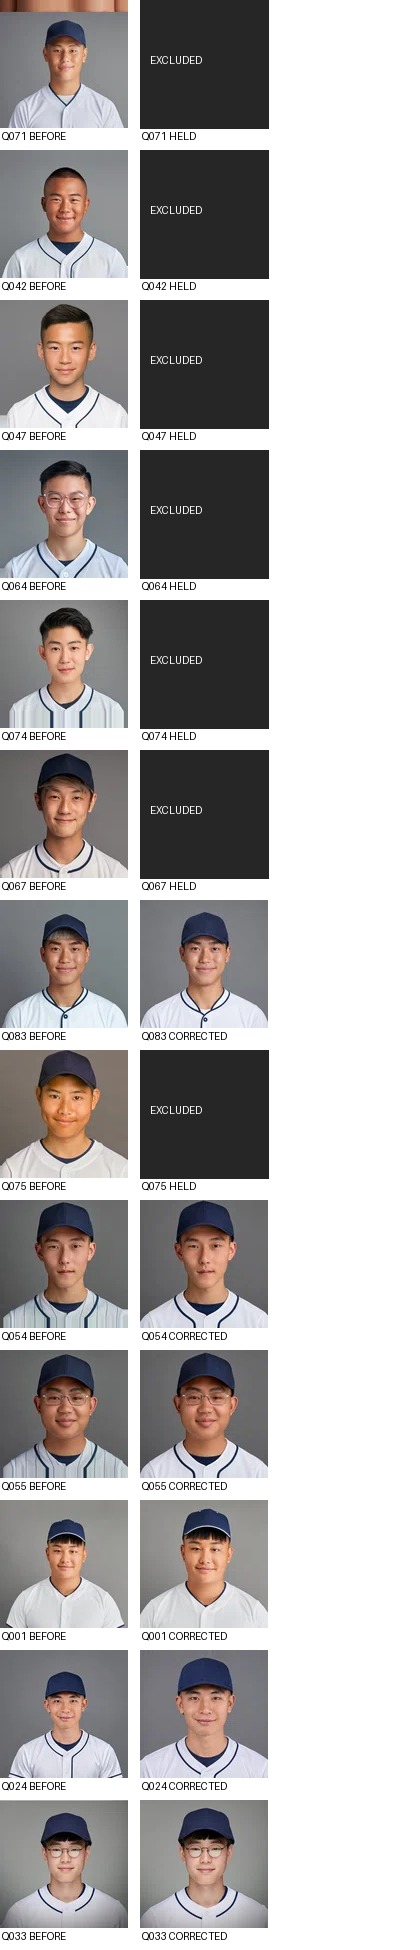 EXCLUDED
Q071 BEFORE Q071 HELD
EXCLUDED
Q042 BEFORE Q042 HELD
EXCLUDED
Q047 BEFORE Q047 HELD
EXCLUDED
Q064 BEFORE Q064 HELD
EXCLUDED
Q074 BEFORE Q074 HELD
EXCLUDED
Q067 BEFORE Q067 HELD
Q083 BEFORE Q083 CORRECTED
EXCLUDED
Q075 BEFORE Q075 HELD
Q054 BEFORE Q054 CORRECTED
Q055 BEFORE Q055 CORRECTED
Q001 BEFORE Q001 CORRECTED
Q024 BEFORE Q024 CORRECTED
Q033 BEFORE Q033 CORRECTED